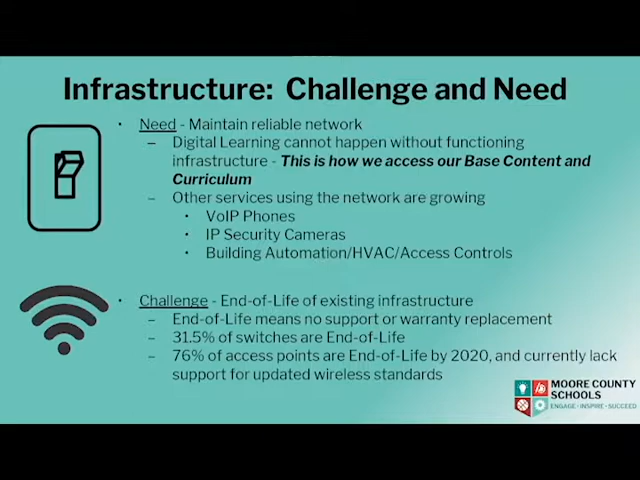 Infrastructure:  Challenge and Need
• Need - Maintain reliable network
– Digital Learning cannot happen without functioning
infrastructure - This is how we access our Base Content and
Curriculum
– Other services using the network are growing
• VoIP Phones
• IP Security Cameras
• Building Automation/HVAC/Access Controls
• Challenge - End-of-Life of existing infrastructure
– End-of-Life means no support or warranty replacement
– 31.5% of switches are End-of-Life
– 76% of access points are End-of-Life by 2020, and currently lack
support for updated wireless standards
MOORE COUNTY
SCHOOLS
ENGAGE • INSPIRE • SUCCEED